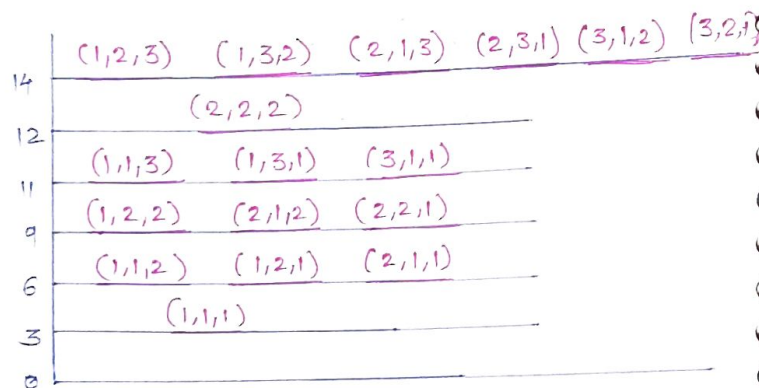 (1,2,3) (1,3,2) (2,1,3) (2,3,1) (3,1,2) (3,2,1)
14
(2,2,2)
12
(1,1,3) (1,3,1) (3,1,1)
11
(1,2,2) (2,1,2) (2,2,1)
9
(1,1,2) (1,2,1) (2,1,1)
6
(1,1,1)
3
0